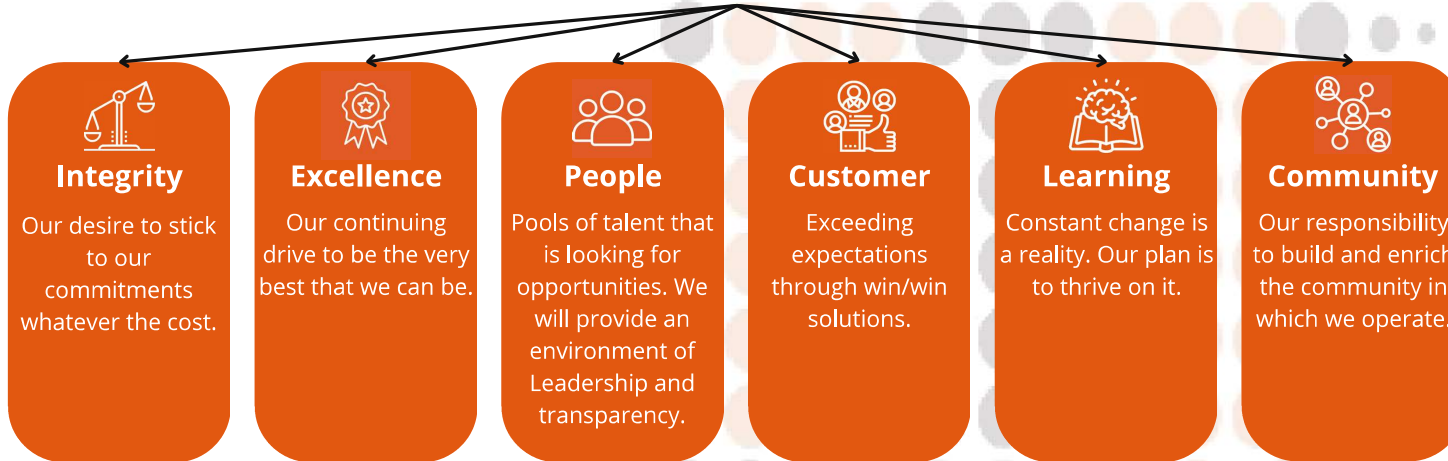 Integrity
Our desire to stick
to our
commitments
whatever the cost.
Excellence
Our continuing
drive to be the very
best that we can be.
People
Pools of talent that
is looking for
opportunities. We
will provide an
environment of
Leadership and
transparency.
Customer
Exceeding
expectations
through win/win
solutions.
Learning
Constant change is
a reality. Our plan is
to thrive on it.
Community
Our responsibility
to build and enrich
the community in
which we operate.